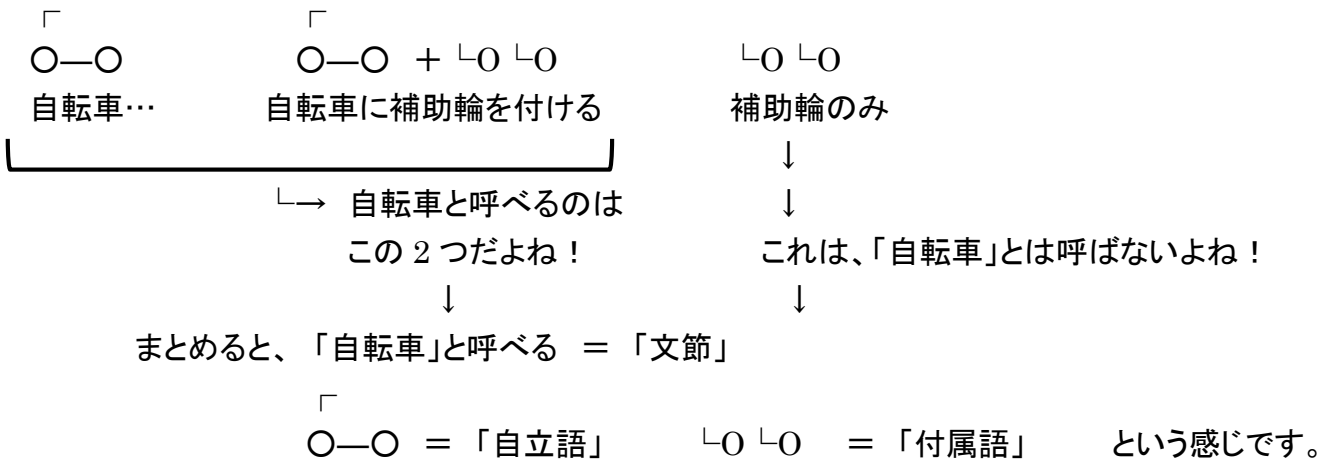 ┌ ┌
○―○ ○―○ ＋ └O └O └O └O
自転車… 自転車に補助輪を付ける 補助輪のみ
↓
└→ 自転車と呼べるのは ↓
この 2 つだよね！ これは、「自転車」とは呼ばないよね！
↓ ↓
まとめると、 「自転車」と呼べる ＝ 「文節」
┌
○―○ ＝ 「自立語」 └O └O ＝ 「付属語」 という感じです。